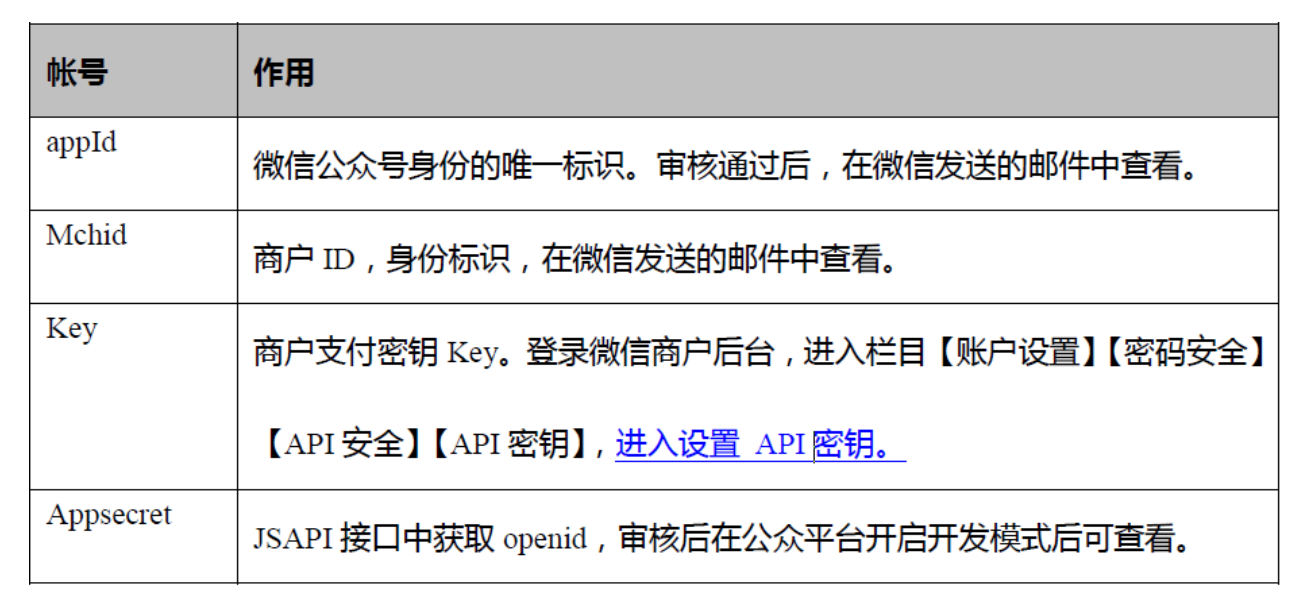 帐号 作用
appId 微信公众号身份的唯一标识。审核通过后，在微信发送的邮件中查看。
Mchid 商户 ID，身份标识，在微信发送的邮件中查看。
Key 商户支付密钥 Key。登录微信商户后台，进入栏目【账户设置】【密码安全】
【API 安全】【API 密钥】，进入设置 API 密钥。
Appsecret JSAPI 接口中获取 openid，审核后在公众平台开启开发模式后可查看。